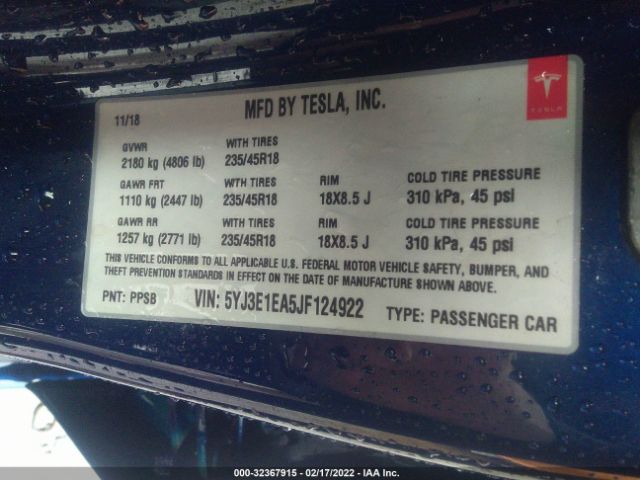 11/18 MFD BY TESLA, INC.
TESLA
GVWR WITH TIRES
2180 kg (4806 lb) 235/45R18
GAWR FRT WITH TIRES RIM COLD TIRE PRESSURE
1110 kg (2447 lb) 235/45R18 18X8.5 J 310 kPa, 45 psi
GAWR RR WITH TIRES RIM COLD TIRE PRESSURE
1257 kg (2771 lb) 235/45R18 18X8.5 J 310 kPa, 45 psi
THIS VEHICLE CONFORMS TO ALL APPLICABLE U.S. FEDERAL MOTOR VEHICLE SAFETY, BUMPER, AND
THEFT PREVENTION STANDARDS IN EFFECT ON THE DATE OF MANUFACTURE SHOWN ABOVE.
PNT: PPSB VIN: 5YJ3E1EA5JF124922 TYPE: PASSENGER CAR
000-32367915 - 02/17/2022 - IAA Inc.